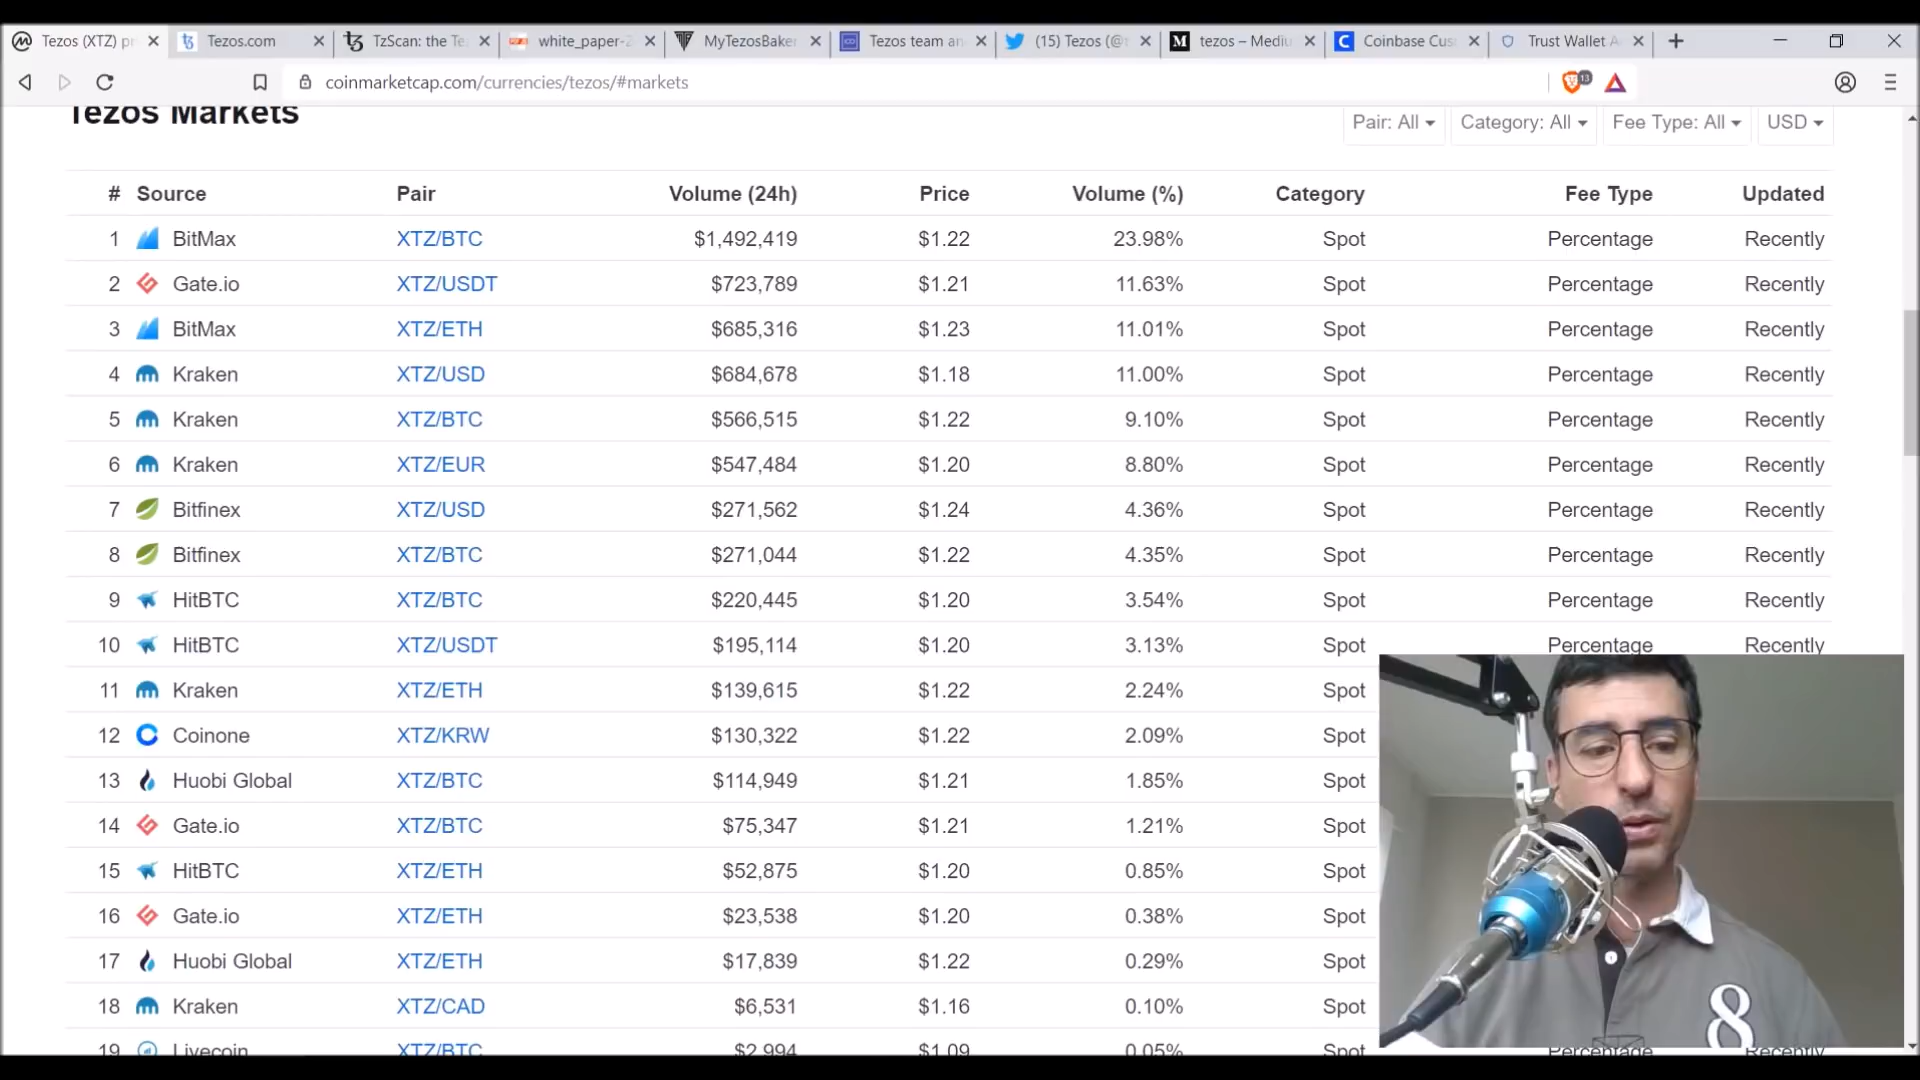 Tezos (XTZ) pr
Tezos.com
TzScan: the Te
white_paper-2
MyTezosBaker
Tezos team an
(15) Tezos (@t
tezos – Mediu
Coinbase Cus
Trust Wallet A
coinmarketcap.com/currencies/tezos/#markets
13
Tezos Markets
Pair: All
Category: All
Fee Type: All
USD
# Source Pair Volume (24h) Price Volume (%) Category Fee Type Updated
1 BitMax XTZ/BTC $1,492,419 $1.22 23.98% Spot Percentage Recently
2 Gate.io XTZ/USDT $723,789 $1.21 11.63% Spot Percentage Recently
3 BitMax XTZ/ETH $685,316 $1.23 11.01% Spot Percentage Recently
4 Kraken XTZ/USD $684,678 $1.18 11.00% Spot Percentage Recently
5 Kraken XTZ/BTC $566,515 $1.22 9.10% Spot Percentage Recently
6 Kraken XTZ/EUR $547,484 $1.20 8.80% Spot Percentage Recently
7 Bitfinex XTZ/USD $271,562 $1.24 4.36% Spot Percentage Recently
8 Bitfinex XTZ/BTC $271,044 $1.22 4.35% Spot Percentage Recently
9 HitBTC XTZ/BTC $220,445 $1.20 3.54% Spot Percentage Recently
10 HitBTC XTZ/USDT $195,114 $1.20 3.13% Spot Percentage Recently
11 Kraken XTZ/ETH $139,615 $1.22 2.24% Spot
12 Coinone XTZ/KRW $130,322 $1.22 2.09% Spot
13 Huobi Global XTZ/BTC $114,949 $1.21 1.85% Spot
14 Gate.io XTZ/BTC $75,347 $1.21 1.21% Spot
15 HitBTC XTZ/ETH $52,875 $1.20 0.85% Spot
16 Gate.io XTZ/ETH $23,538 $1.20 0.38% Spot
17 Huobi Global XTZ/ETH $17,839 $1.22 0.29% Spot
18 Kraken XTZ/CAD $6,531 $1.16 0.10% Spot
19 Livecoin XTZ/BTC $2,994 $1.09 0.05% Spot Percentage Recently
8